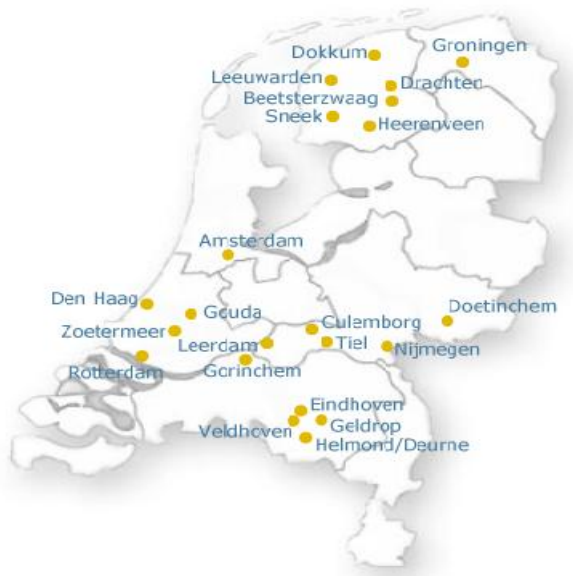 Dokkum
Groningen
Leeuwarden
Drachten
Beetsterzwaag
Sneek
Heerenveen
Amsterdam
Den Haag
Gouda
Doetinchem
Zoetermeer
Culemborg
Leerdam
Tiel
Nijmegen
Rotterdam
Gorinchem
Eindhoven
Veldhoven
Geldrop
Helmond/Deurne